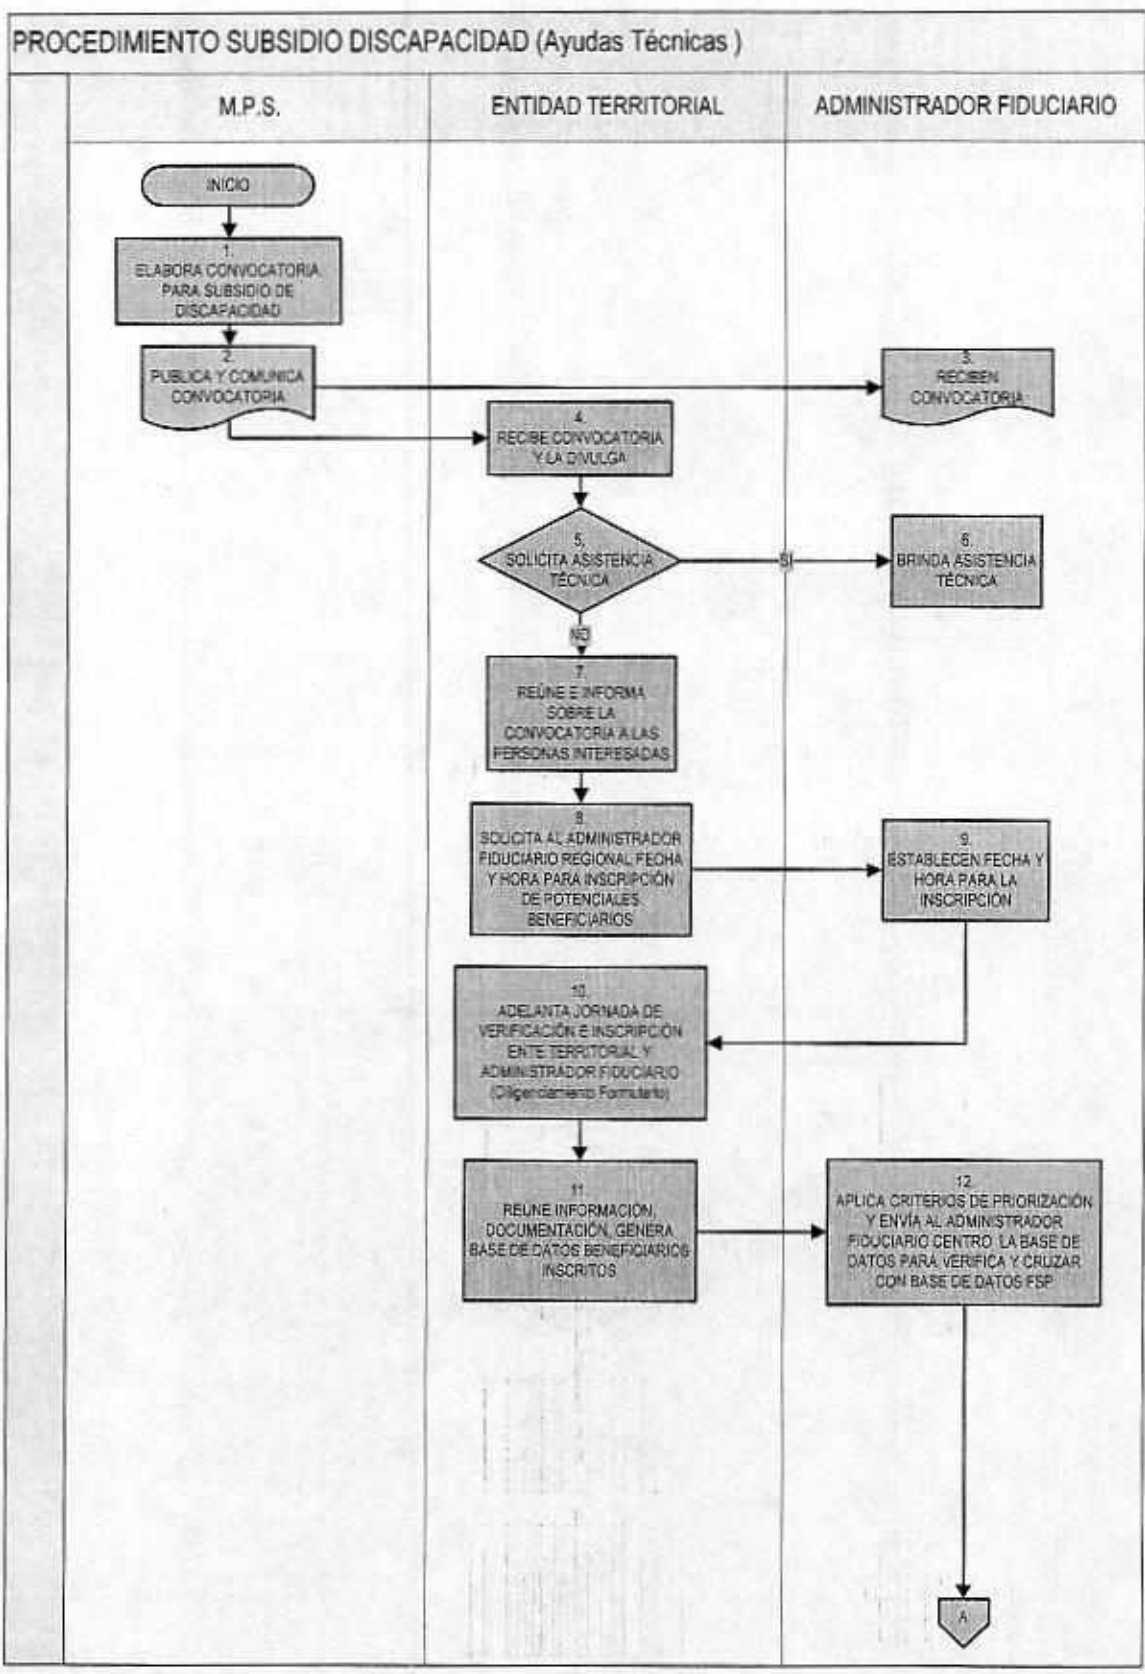 PROCEDIMIENTO SUBSIDIO DISCAPACIDAD (Ayudas Técnicas )
M.P.S.
ENTIDAD TERRITORIAL
ADMINISTRADOR FIDUCIARIO
INICIO
1.
ELABORA CONVOCATORIA
PARA SUBSIDIO DE
DISCAPACIDAD
2.
PUBLICA Y COMUNICA
CONVOCATORIA
3.
RECIBEN
CONVOCATORIA
4.
RECIBE CONVOCATORIA
Y LA DIVULGA
5.
SOLICITA ASISTENCIA
TÉCNICA
SI
6.
BRINDA ASISTENCIA
TÉCNICA
NO
7.
REÚNE E INFORMA
SOBRE LA
CONVOCATORIA A LAS
PERSONAS INTERESADAS
8.
SOLICITA AL ADMINISTRADOR
FIDUCIARIO REGIONAL FECHA
Y HORA PARA INSCRIPCIÓN
DE POTENCIALES
BENEFICIARIOS
9.
ESTABLECEN FECHA Y
HORA PARA LA
INSCRIPCIÓN
10.
ADELANTA JORNADA DE
VERIFICACIÓN E INSCRIPCIÓN
ENTE TERRITORIAL Y
ADMINISTRADOR FIDUCIARIO
(Diligenciamiento Formulario)
11.
REÚNE INFORMACIÓN,
DOCUMENTACIÓN, GENERA
BASE DE DATOS BENEFICIARIOS
INSCRITOS
12.
APLICA CRITERIOS DE PRIORIZACIÓN
Y ENVÍA AL ADMINISTRADOR
FIDUCIARIO CENTRO LA BASE DE
DATOS PARA VERIFICA Y CRUZAR
CON BASE DE DATOS FSP
A